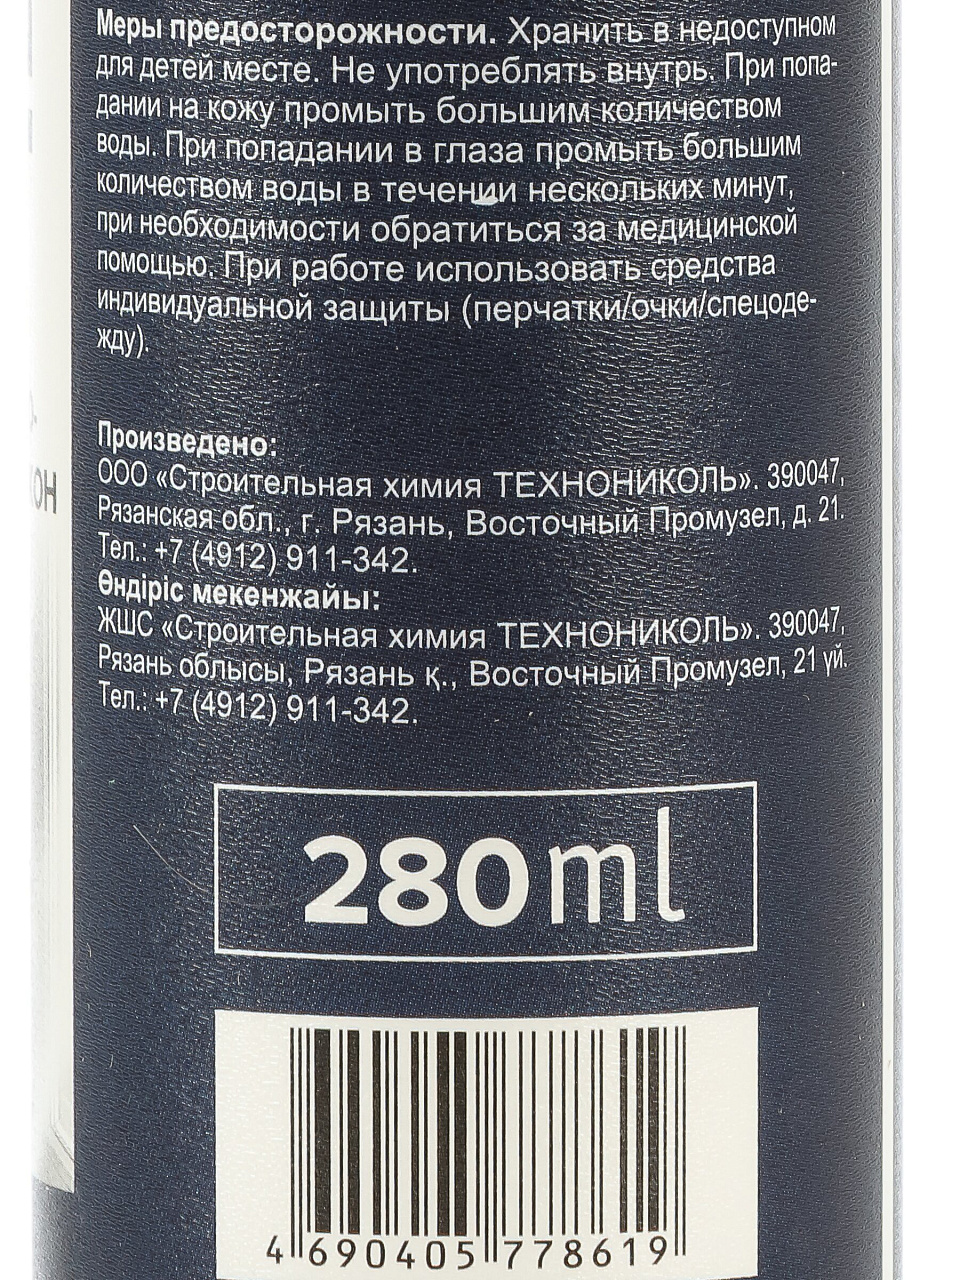 Меры предосторожности. Хранить в недоступном
для детей месте. Не употреблять внутрь. При попа-
дании на кожу промыть большим количеством
воды. При попадании в глаза промыть большим
количеством воды в течении нескольких минут,
при необходимости обратиться за медицинской
помощью. При работе использовать средства
индивидуальной защиты (перчатки/очки/спецоде-
жду).
Произведено:
ООО «Строительная химия ТЕХНОНИКОЛЬ». 390047,
Рязанская обл., г. Рязань, Восточный Промузел, д. 21.
Тел.: +7 (4912) 911-342.
Өндіріс мекенжайы:
ЖШС «Строительная химия ТЕХНОНИКОЛЬ». 390047,
Рязань облысы, Рязань қ., Восточный Промузел, 21 үй.
Тел.: +7 (4912) 911-342.
280 ml
4 690405 778619